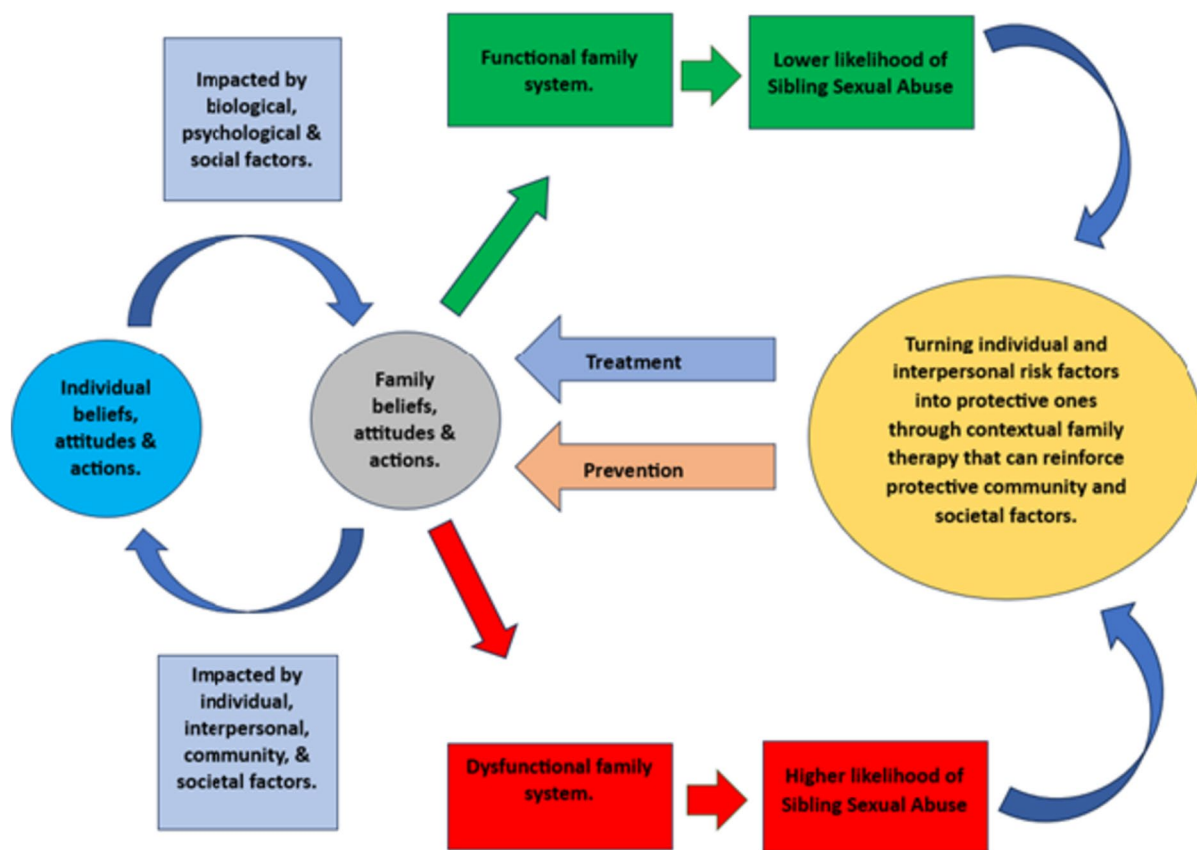 Impacted by
biological,
psychological &
social factors.
Functional family
system.
Lower likelihood of
Sibling Sexual Abuse
Individual
beliefs,
attitudes &
actions.
Family
beliefs,
attitudes &
actions.
Treatment
Prevention
Turning individual and
interpersonal risk factors
into protective ones
through contextual family
therapy that can reinforce
protective community and
societal factors.
Impacted by
individual,
interpersonal,
community, &
societal factors.
Dysfunctional family
system.
Higher likelihood of
Sibling Sexual Abuse